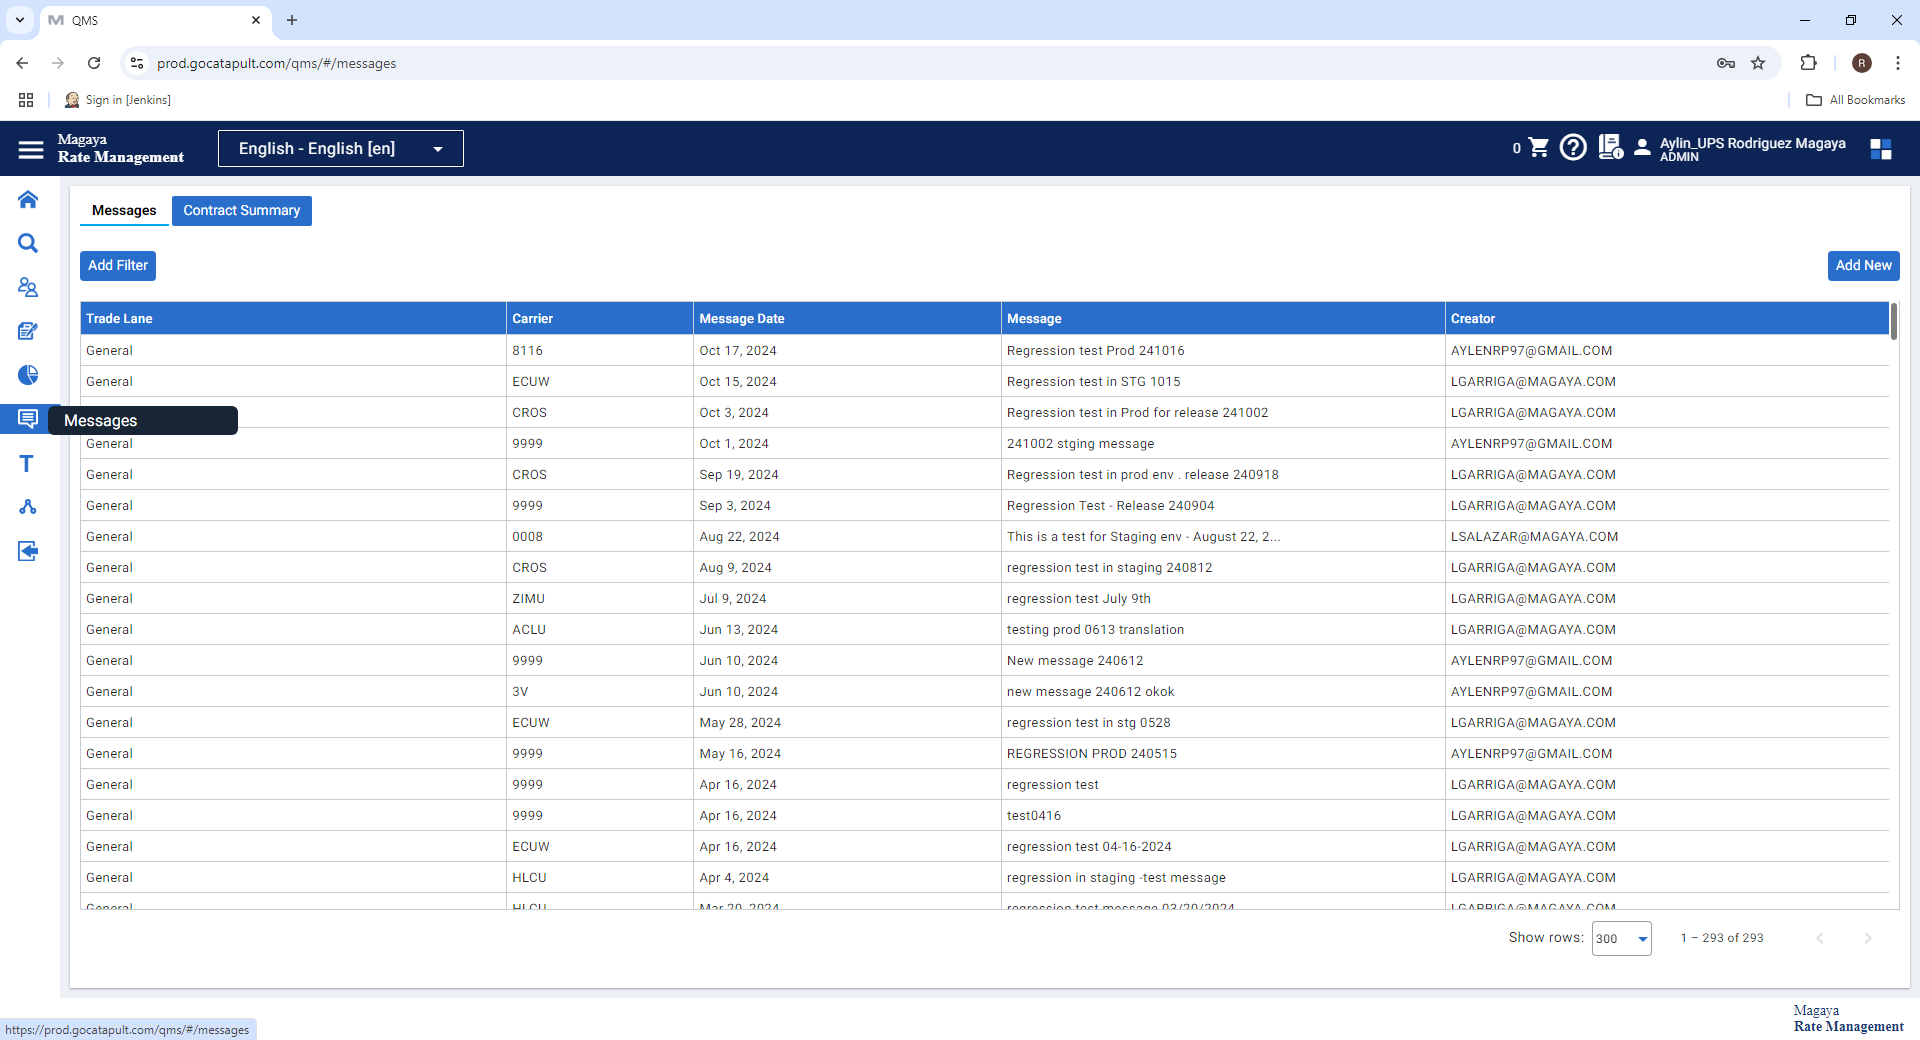 QMS
prod.gocatapult.com/qms/#/messages
R
Sign in [Jenkins]
All Bookmarks
Magaya
Rate Management
English - English [en]
0
Aylin_UPS Rodriguez Magaya
ADMIN
Messages
Contract Summary
Add Filter
Add New
Trade Lane Carrier Message Date Message Creator
General 8116 Oct 17, 2024 Regression test Prod 241016 AYLENRP97@GMAIL.COM
General ECUW Oct 15, 2024 Regression test in STG 1015 LGARRIGA@MAGAYA.COM
CROS Oct 3, 2024 Regression test in Prod for release 241002 LGARRIGA@MAGAYA.COM
Messages
General 9999 Oct 1, 2024 241002 stging message AYLENRP97@GMAIL.COM
General CROS Sep 19, 2024 Regression test in prod env . release 240918 LGARRIGA@MAGAYA.COM
General 9999 Sep 3, 2024 Regression Test - Release 240904 LGARRIGA@MAGAYA.COM
General 0008 Aug 22, 2024 This is a test for Staging env - August 22, 2... LSALAZAR@MAGAYA.COM
General CROS Aug 9, 2024 regression test in staging 240812 LGARRIGA@MAGAYA.COM
General ZIMU Jul 9, 2024 regression test July 9th LGARRIGA@MAGAYA.COM
General ACLU Jun 13, 2024 testing prod 0613 translation LGARRIGA@MAGAYA.COM
General 9999 Jun 10, 2024 New message 240612 AYLENRP97@GMAIL.COM
General 3V Jun 10, 2024 new message 240612 okok AYLENRP97@GMAIL.COM
General ECUW May 28, 2024 regression test in stg 0528 LGARRIGA@MAGAYA.COM
General 9999 May 16, 2024 REGRESSION PROD 240515 AYLENRP97@GMAIL.COM
General 9999 Apr 16, 2024 regression test LGARRIGA@MAGAYA.COM
General 9999 Apr 16, 2024 test0416 LGARRIGA@MAGAYA.COM
General ECUW Apr 16, 2024 regression test 04-16-2024 LGARRIGA@MAGAYA.COM
General HLCU Apr 4, 2024 regression in staging -test message LGARRIGA@MAGAYA.COM
General HLCU Mar 20, 2024 regression test message 03/20/2024 LGARRIGA@MAGAYA.COM
Show rows: 300 1 – 293 of 293
Magaya
Rate Management
https://prod.gocatapult.com/qms/#/messages